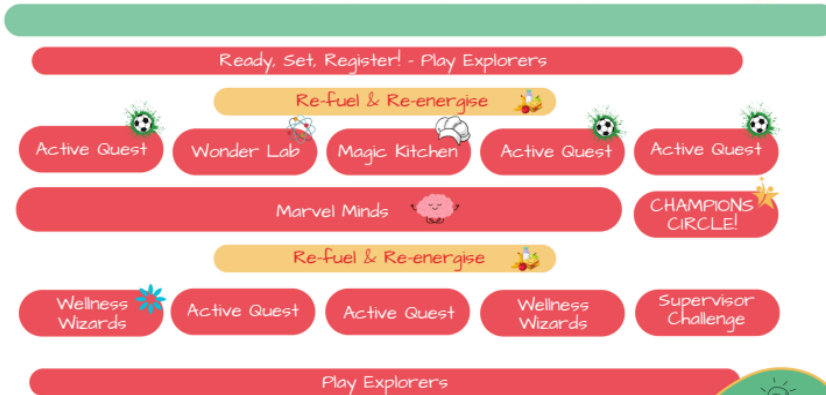 Ready, Set, Register! - Play Explorers
Re-fuel & Re-energise
Active Quest
Wonder Lab
Magic Kitchen
Active Quest
Active Quest
Marvel Minds
CHAMPIONS
CIRCLE!
Re-fuel & Re-energise
Wellness
Wizards
Active Quest
Active Quest
Wellness
Wizards
Supervisor
Challenge
Play Explorers